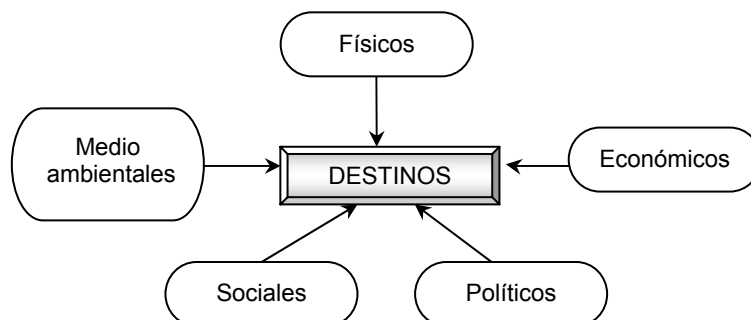 Físicos
Medio
ambientales
DESTINOS
Económicos
Sociales
Políticos